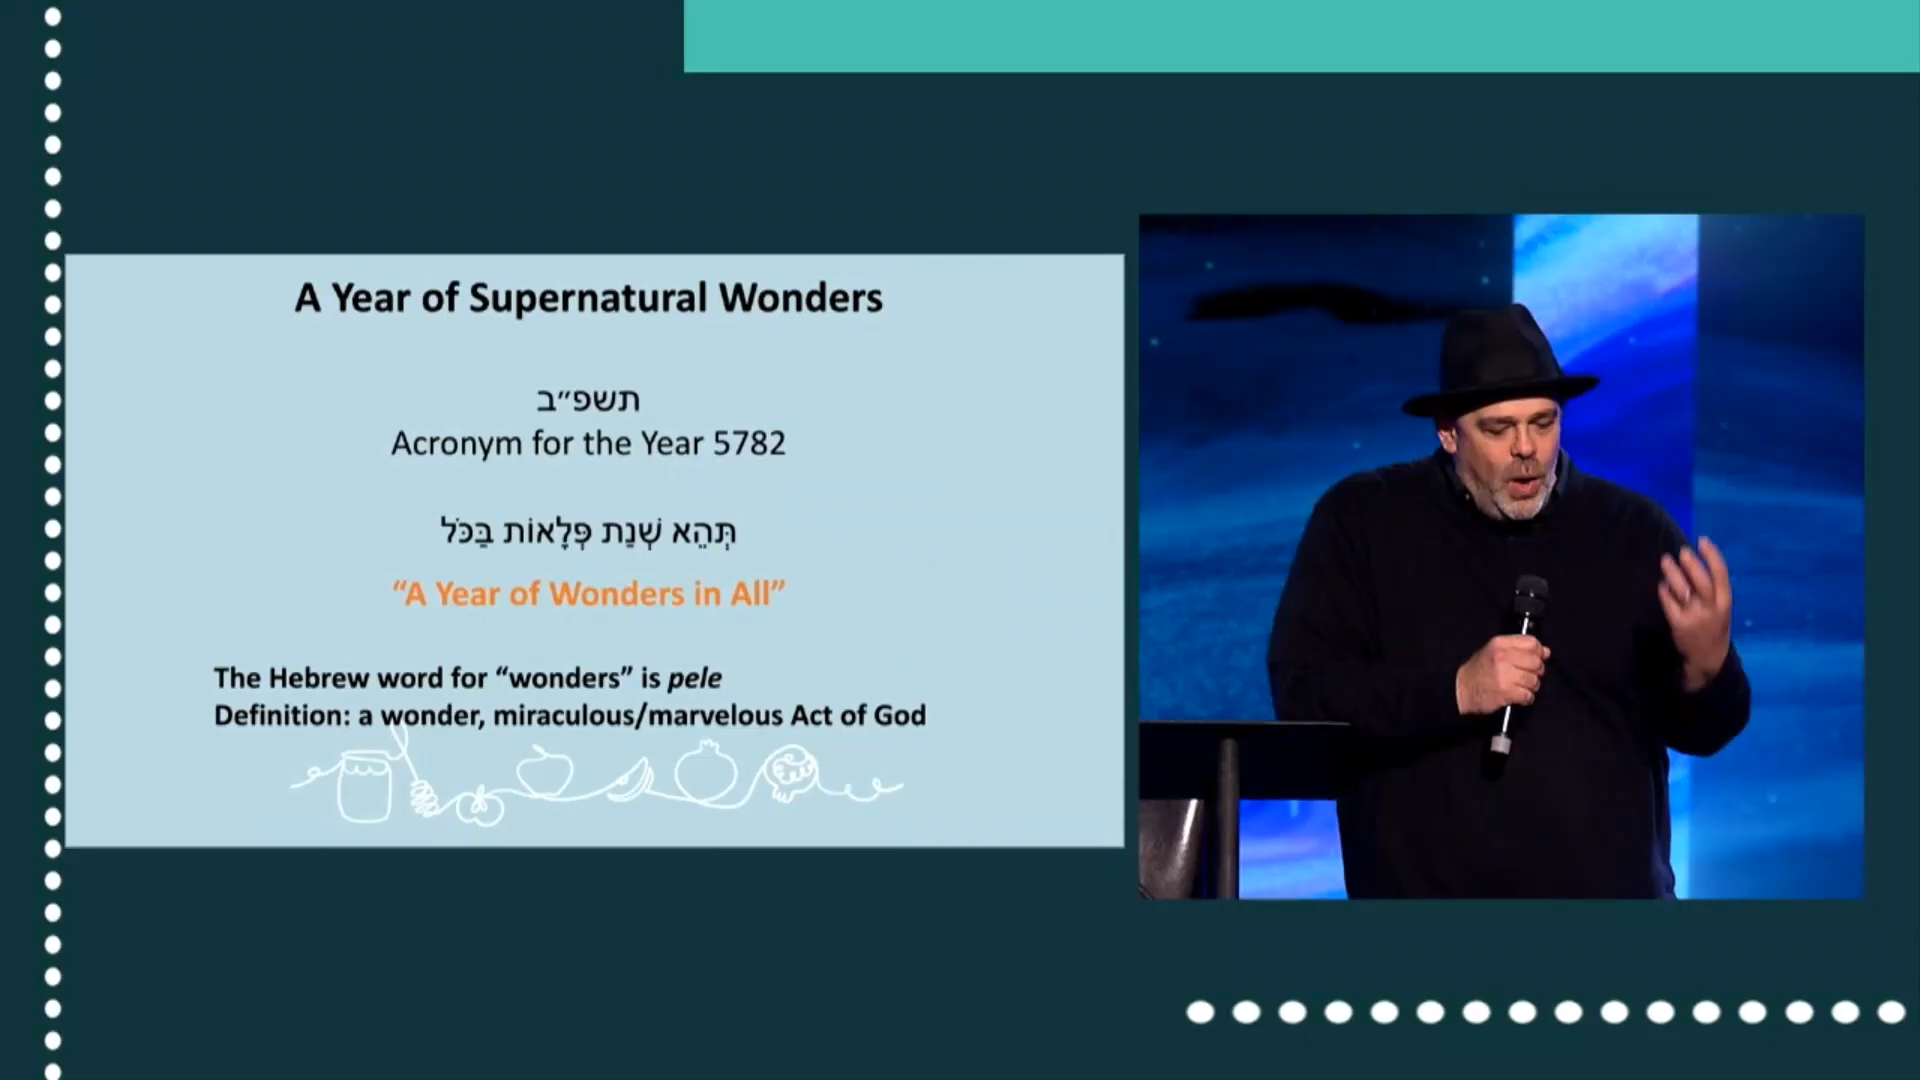 A Year of Supernatural Wonders
תשפ״ב
Acronym for the Year 5782
תְּהֵא שְׁנַת פְּלָאוֹת בַּכֹּל
“A Year of Wonders in All”
The Hebrew word for “wonders” is pele
Definition: a wonder, miraculous/marvelous Act of God